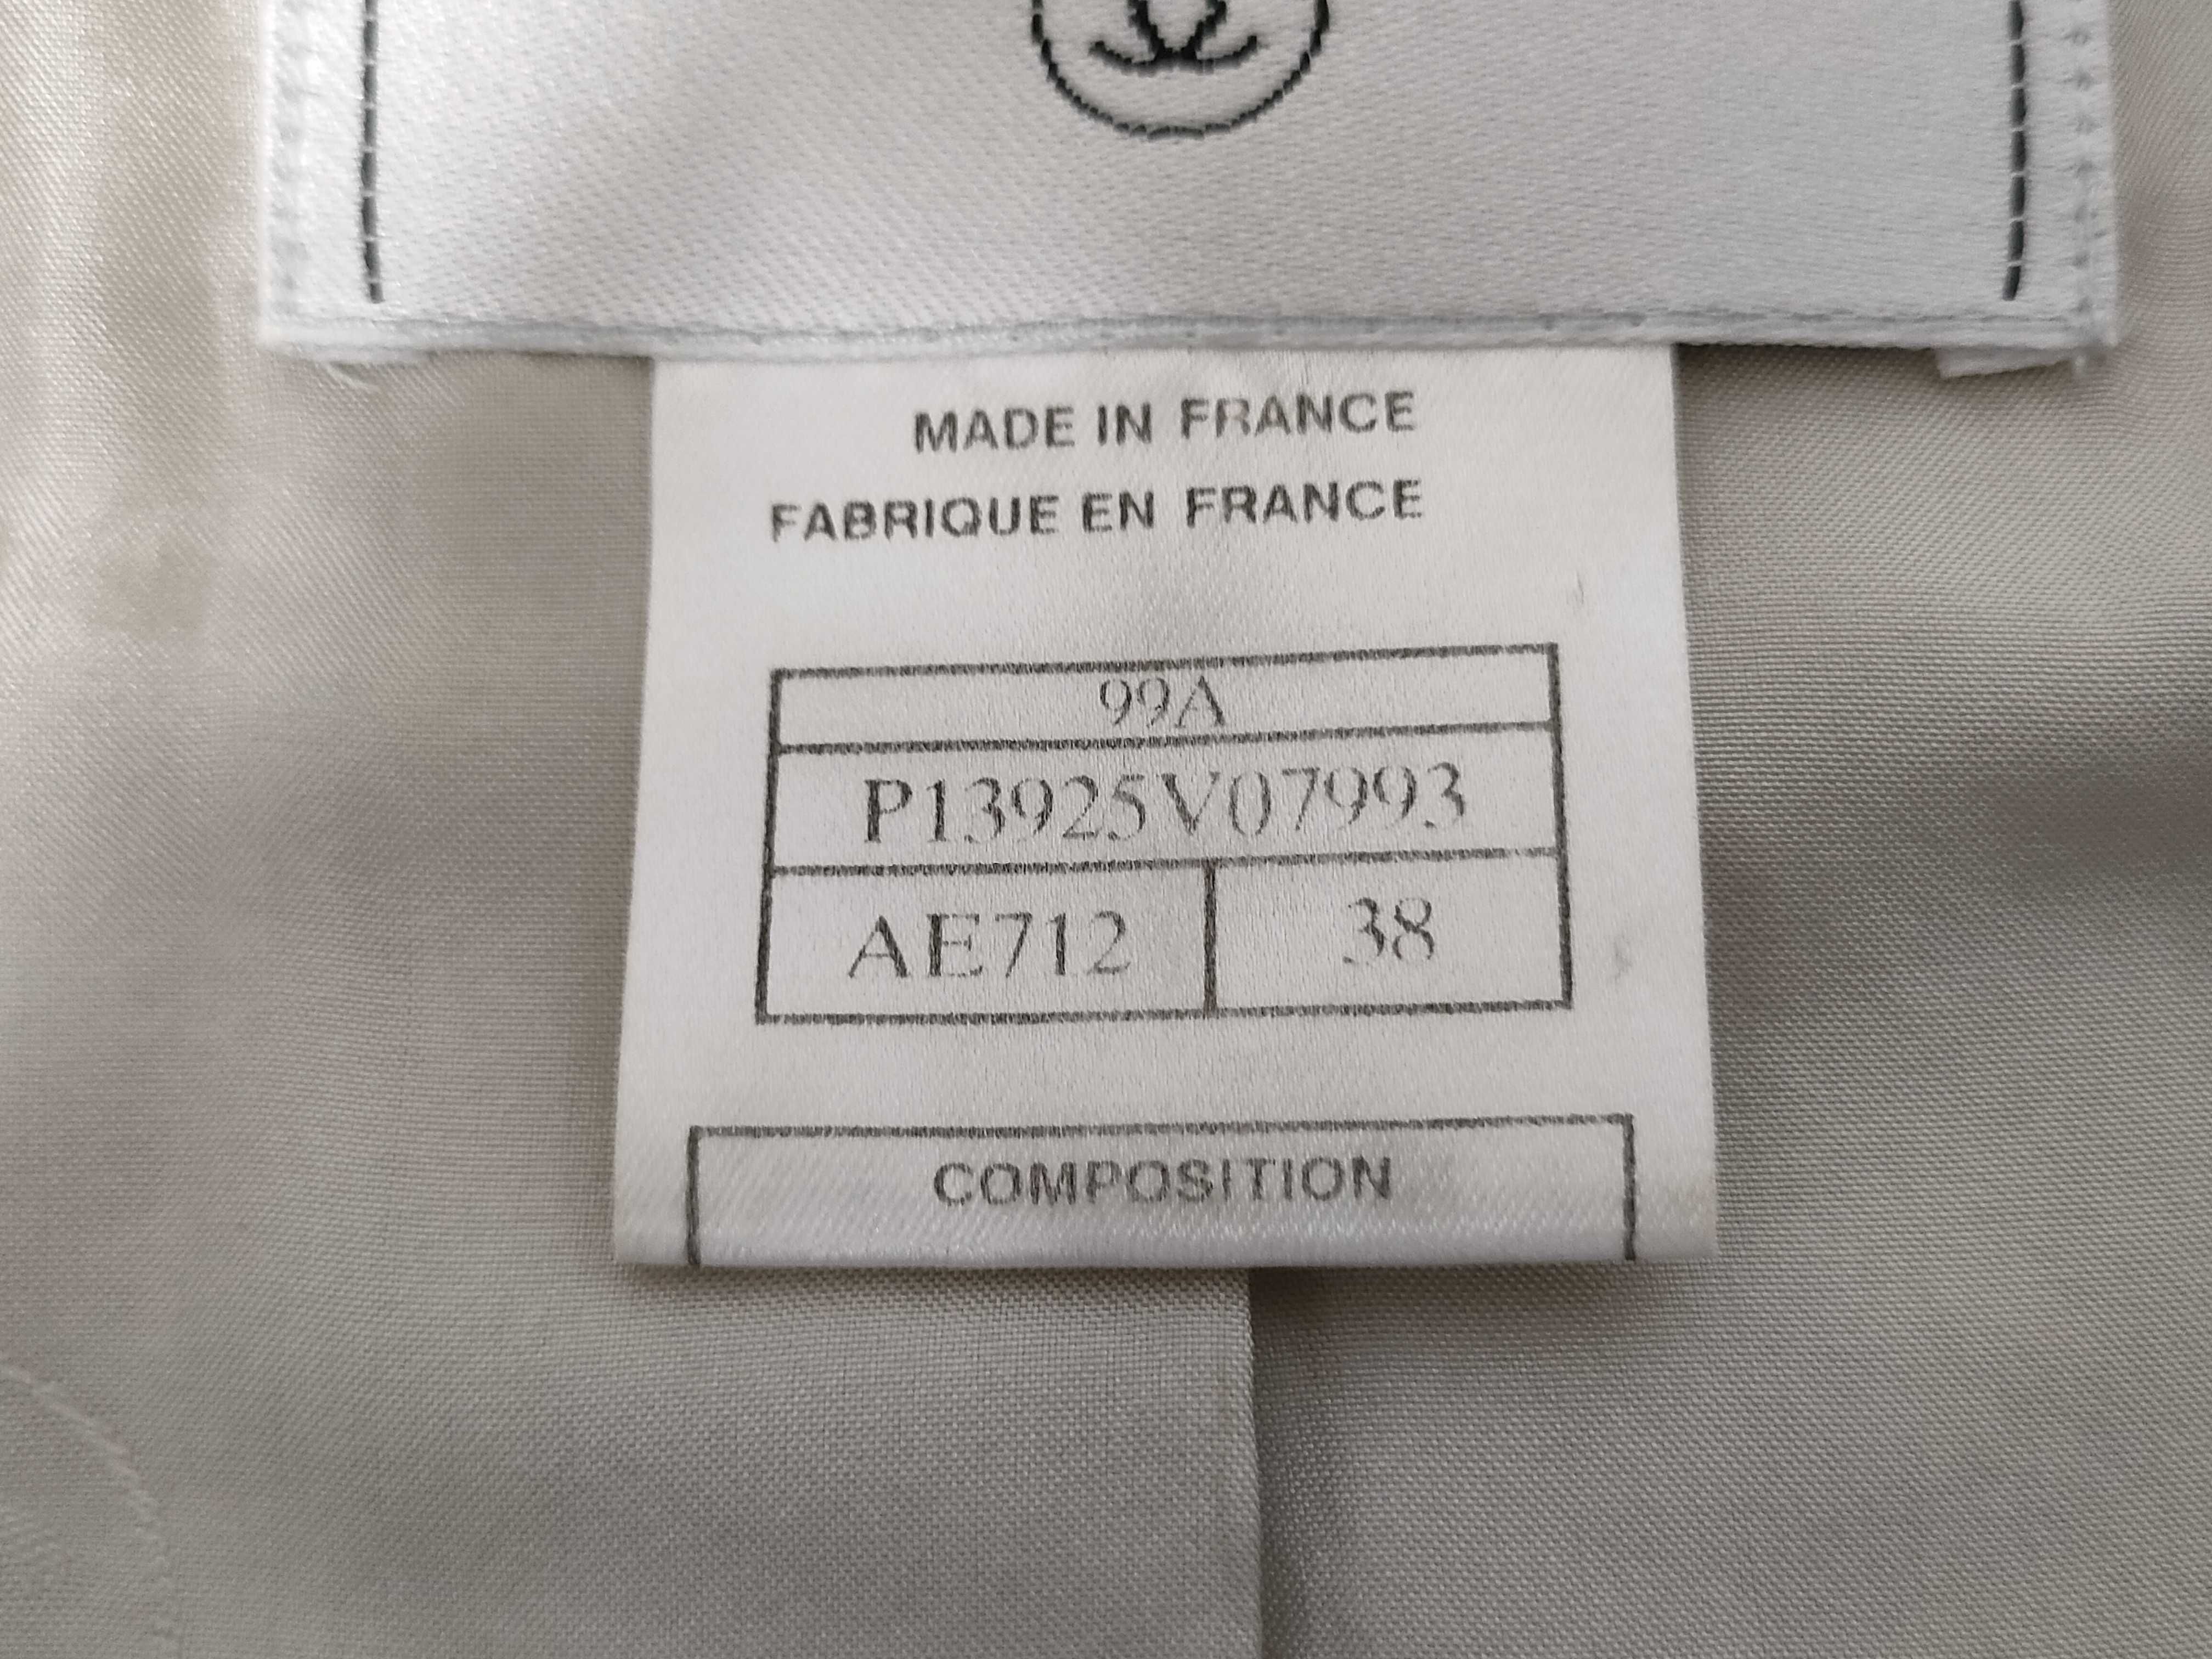 MADE IN FRANCE
FABRIQUE EN FRANCE
99A
P13925V07993
AE712 38
COMPOSITION